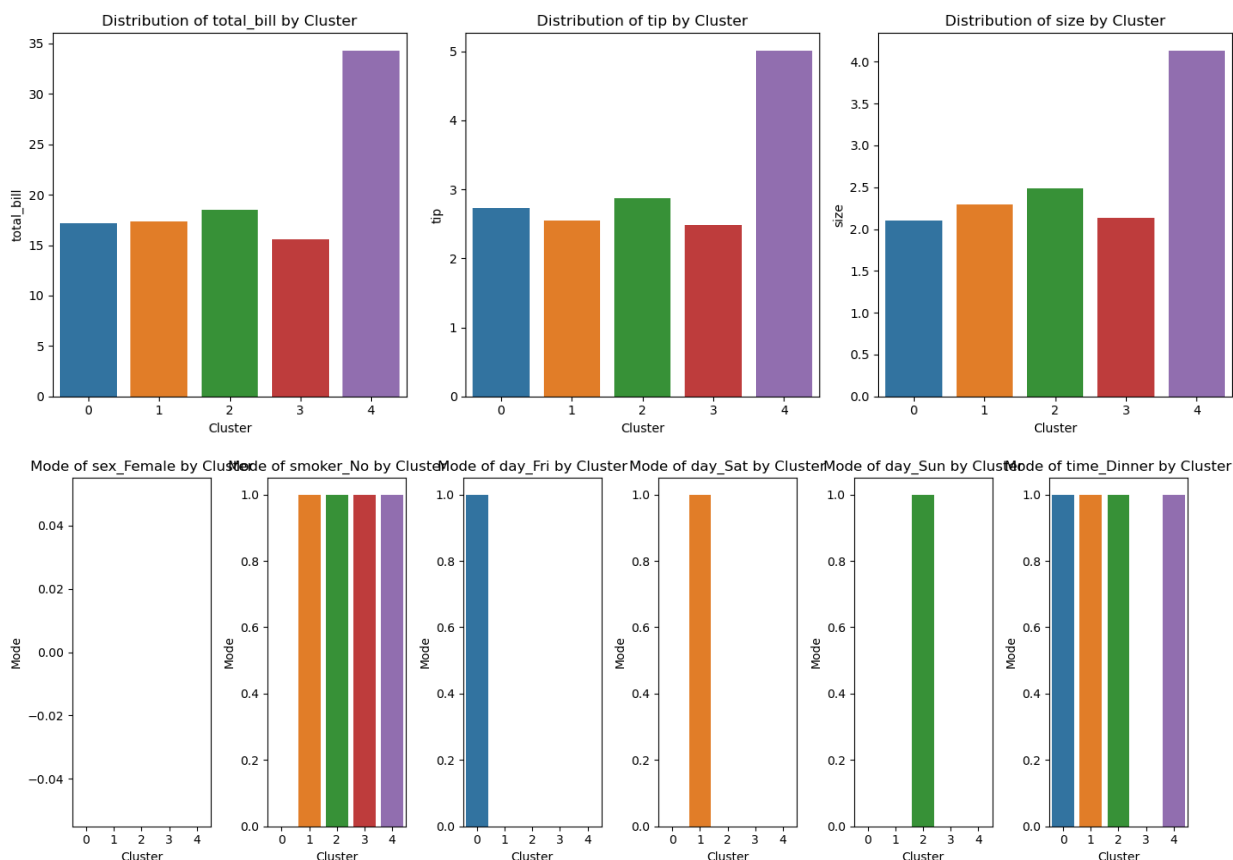 Distribution of total_bill by Cluster
35
30
25
20
15
10
5
0
total_bill
0 1 2 3 4
Cluster
Distribution of tip by Cluster
5
4
3
2
1
0
tip
0 1 2 3 4
Cluster
Distribution of size by Cluster
4.0
3.5
3.0
2.5
2.0
1.5
1.0
0.5
0.0
size
0 1 2 3 4
Cluster
Mode of sex_Female by Cluster
0.04
0.02
0.00
−0.02
−0.04
Mode
0 1 2 3 4
Cluster
Mode of smoker_No by Cluster
1.0
0.8
0.6
0.4
0.2
0.0
Mode
0 1 2 3 4
Cluster
Mode of day_Fri by Cluster
1.0
0.8
0.6
0.4
0.2
0.0
Mode
0 1 2 3 4
Cluster
Mode of day_Sat by Cluster
1.0
0.8
0.6
0.4
0.2
0.0
Mode
0 1 2 3 4
Cluster
Mode of day_Sun by Cluster
1.0
0.8
0.6
0.4
0.2
0.0
Mode
0 1 2 3 4
Cluster
Mode of time_Dinner by Cluster
1.0
0.8
0.6
0.4
0.2
0.0
Mode
0 1 2 3 4
Cluster